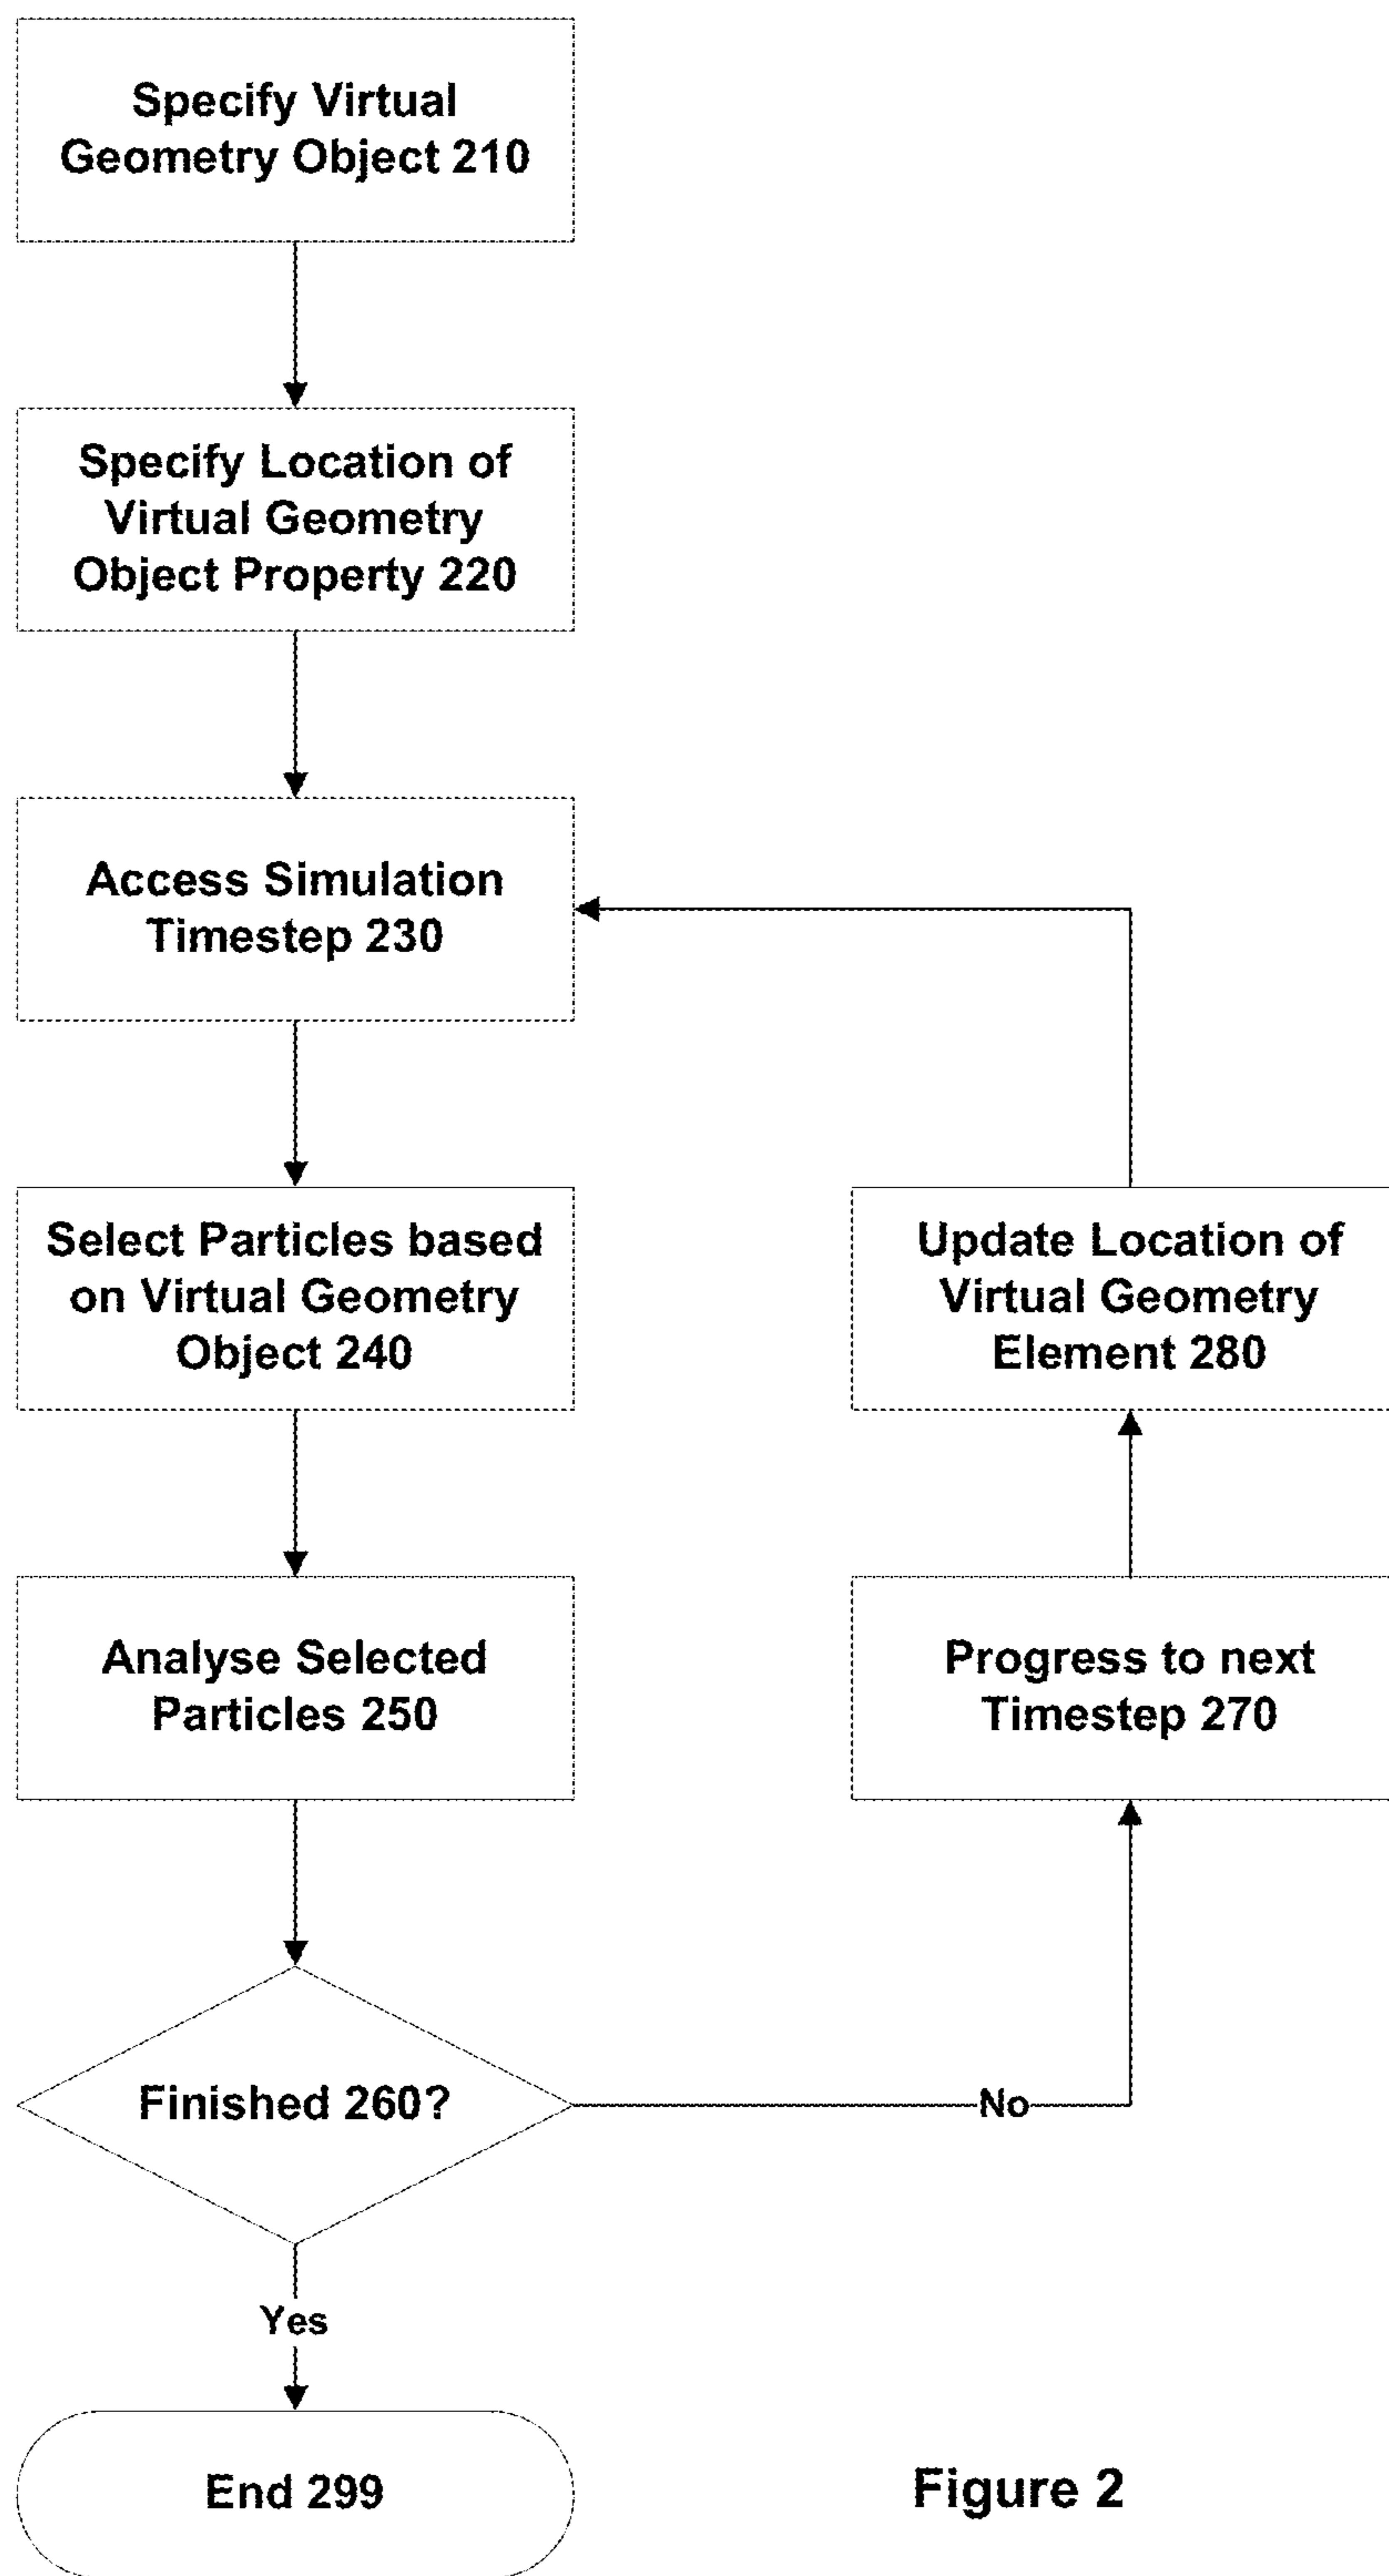 Specify Virtual
Geometry Object 210
Specify Location of
Virtual Geometry
Object Property 220
Access Simulation
Timestep 230
Select Particles based
on Virtual Geometry
Object 240
Update Location of
Virtual Geometry
Element 280
Analyse Selected
Particles 250
Progress to next
Timestep 270
Finished 260?
No
Yes
End 299
Figure 2